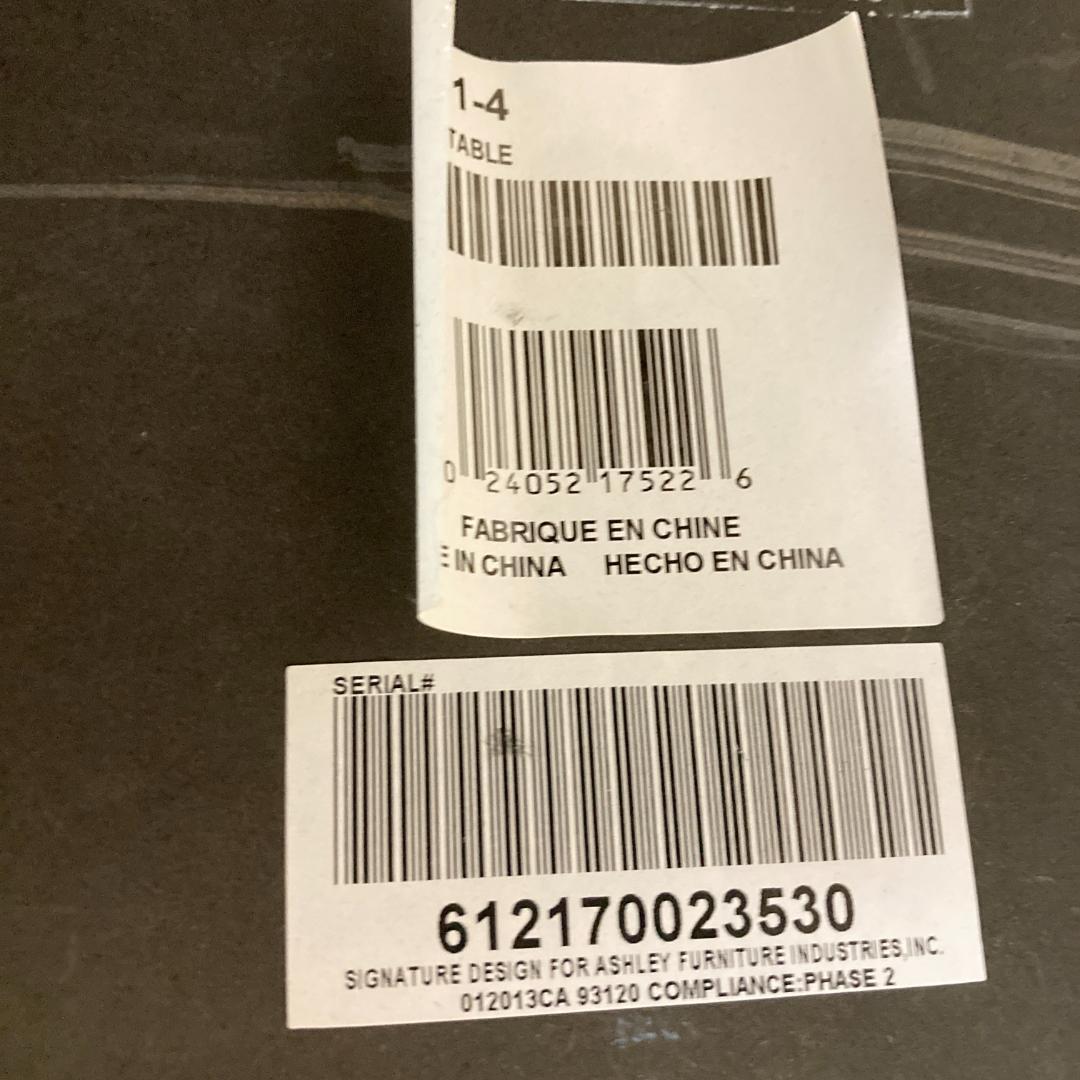 1-4
TABLE
0 24052 17522 6
FABRIQUE EN CHINE
E IN CHINA HECHO EN CHINA
SERIAL#
612170023530
SIGNATURE DESIGN FOR ASHLEY FURNITURE INDUSTRIES,INC.
012013CA 93120 COMPLIANCE:PHASE 2